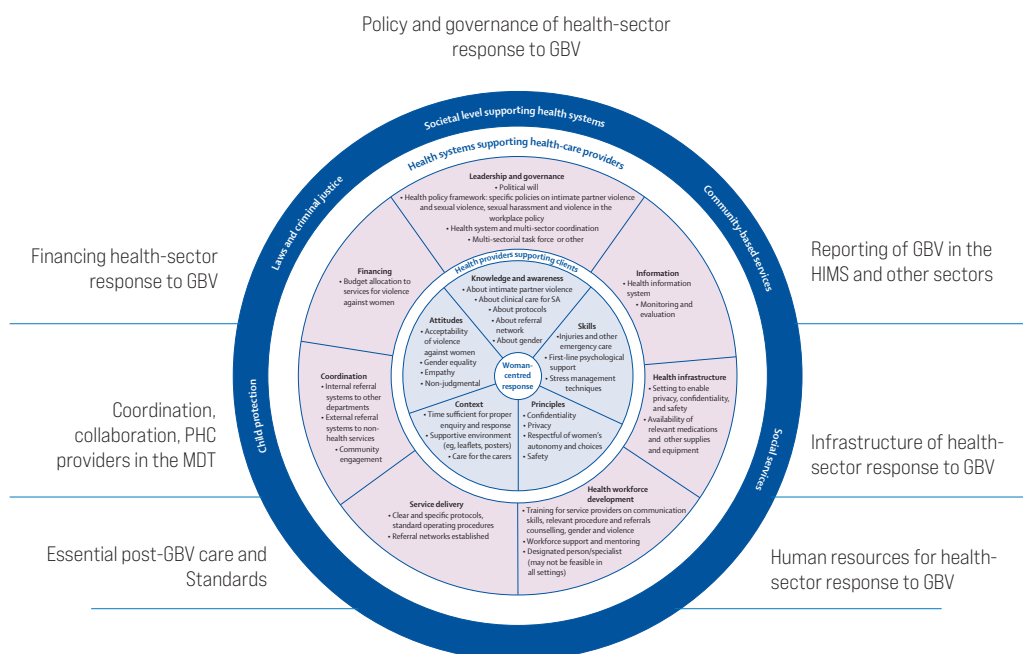 Policy and governance of health-sector
response to GBV
Societal level supporting health systems
Laws and criminal justice
Community-based services
Child protection
Social services
Health systems supporting health-care providers
Leadership and governance
• Political will
• Health policy framework: specific policies on intimate partner violence
and sexual violence, sexual harassment and violence in the
workplace policy
• Health system and multi-sector coordination
• Multi-sectorial task force or other
Financing health-sector
response to GBV
Financing
• Budget allocation to
services for violence
against women
Information
• Health information
system
• Monitoring and
evaluation
Reporting of GBV in the
HIMS and other sectors
Health providers supporting clients
Knowledge and awareness
• About intimate partner violence
• About clinical care for SA
• About protocols
• About referral
network
• About gender
Attitudes
• Acceptability
of violence
against women
• Gender equality
• Empathy
• Non-judgmental
Skills
• Injuries and other
emergency care
• First-line psychological
support
• Stress management
techniques
Woman-
centred
response
Context
• Time sufficient for proper
enquiry and response
• Supportive environment
(eg, leaflets, posters)
• Care for the carers
Principles
• Confidentiality
• Privacy
• Respectful of women's
autonomy and choices
• Safety
Coordination,
collaboration, PHC
providers in the MDT
Coordination
• Internal referral
systems to other
departments
• External referral
systems to non-
health services
• Community
engagement
Health infrastructure
• Setting to enable
privacy, confidentiality,
and safety
• Availability of
relevant medications
and other supplies
and equipment
Infrastructure of health-
sector response to GBV
Essential post-GBV care and
Standards
Service delivery
• Clear and specific protocols,
standard operating procedures
• Referral networks established
Health workforce
development
• Training for service providers on communication
skills, relevant procedure and referrals
counselling, gender and violence
• Workforce support and mentoring
• Designated person/specialist
(may not be feasible in
all settings)
Human resources for health-
sector response to GBV